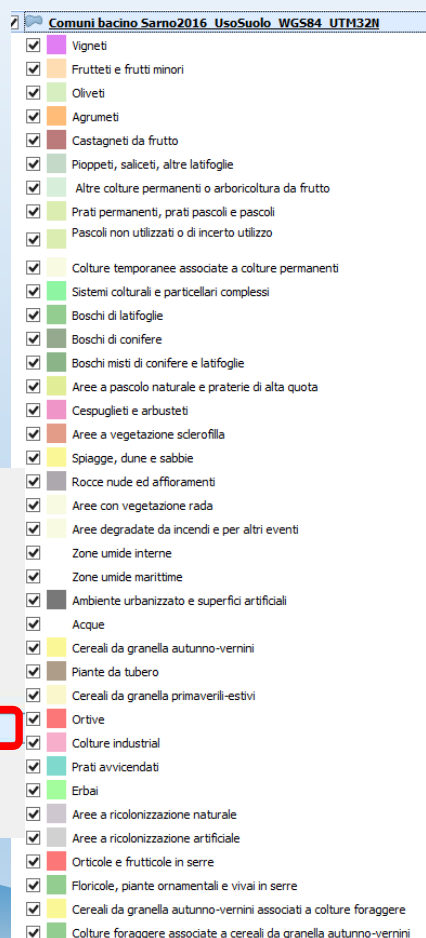 Comuni bacino Sarno2016_UsoSuolo_WGS84_UTM32N
Vigneti
Frutteti e frutti minori
Oliveti
Agrumeti
Castagneti da frutto
Pioppeti, saliceti, altre latifoglie
Altre colture permanenti o arboricoltura da frutto
Prati permanenti, prati pascoli e pascoli
Pascoli non utilizzati o di incerto utilizzo
Colture temporanee associate a colture permanenti
Sistemi colturali e particellari complessi
Boschi di latifoglie
Boschi di conifere
Boschi misti di conifere e latifoglie
Aree a pascolo naturale e praterie di alta quota
Cespuglieti e arbusteti
Aree a vegetazione sclerofilla
Spiagge, dune e sabbie
Rocce nude ed affioramenti
Aree con vegetazione rada
Aree degradate da incendi e per altri eventi
Zone umide interne
Zone umide marittime
Ambiente urbanizzato e superfici artificiali
Acque
Cereali da granella autunno-vernini
Piante da tubero
Cereali da granella primaverili-estivi
Ortive
Colture industrial
Prati avvicendati
Erbai
Aree a ricolonizzazione naturale
Aree a ricolonizzazione artificiale
Orticole e frutticole in serre
Floricole, piante ornamentali e vivai in serre
Cereali da granella autunno-vernini associati a colture foraggere
Colture foraggere associate a cereali da granella autunno-vernini